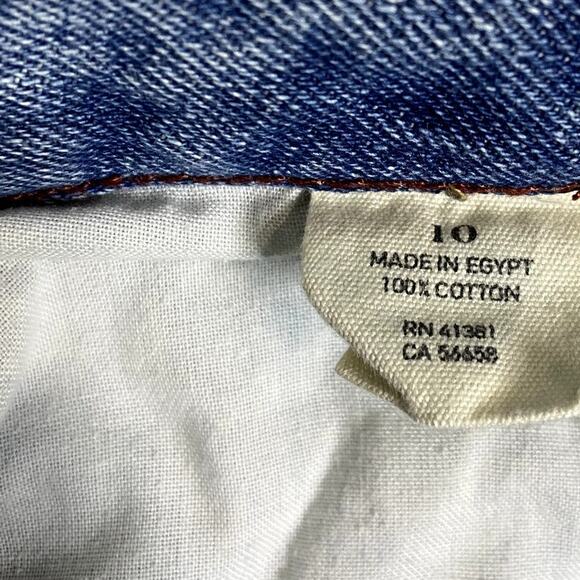 10
MADE IN EGYPT
100% COTTON
RN 41381
CA 56658